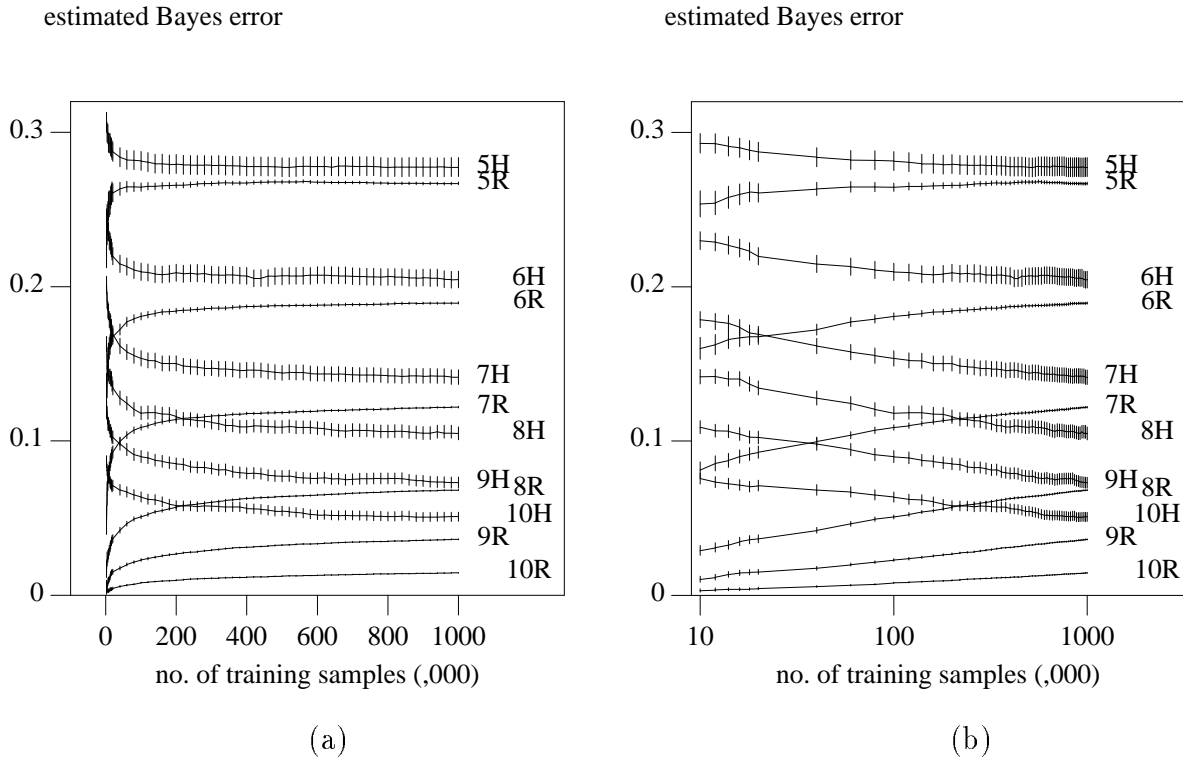 estimated Bayes error
0.3
0.2
0.1
0
5H
5R
6H
6R
7H
7R
8H
9H 8R
10H
9R
10R
0 200 400 600 800 1000
no. of training samples (,000)
(a)
estimated Bayes error
0.3
0.2
0.1
0
5H
5R
6H
6R
7H
7R
8H
9H 8R
10H
9R
10R
10 100 1000
no. of training samples (,000)
(b)